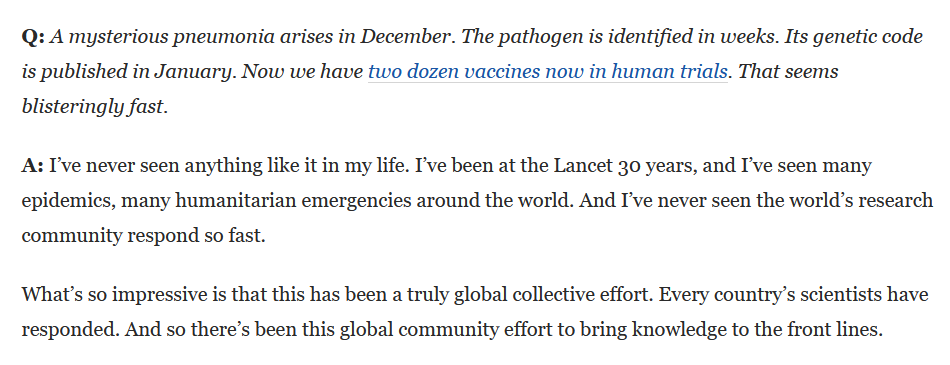 Q: A mysterious pneumonia arises in December. The pathogen is identified in weeks. Its genetic code
is published in January. Now we have two dozen vaccines now in human trials. That seems
blisteringly fast.
A: I’ve never seen anything like it in my life. I’ve been at the Lancet 30 years, and I’ve seen many
epidemics, many humanitarian emergencies around the world. And I’ve never seen the world’s research
community respond so fast.
What’s so impressive is that this has been a truly global collective effort. Every country’s scientists have
responded. And so there’s been this global community effort to bring knowledge to the front lines.